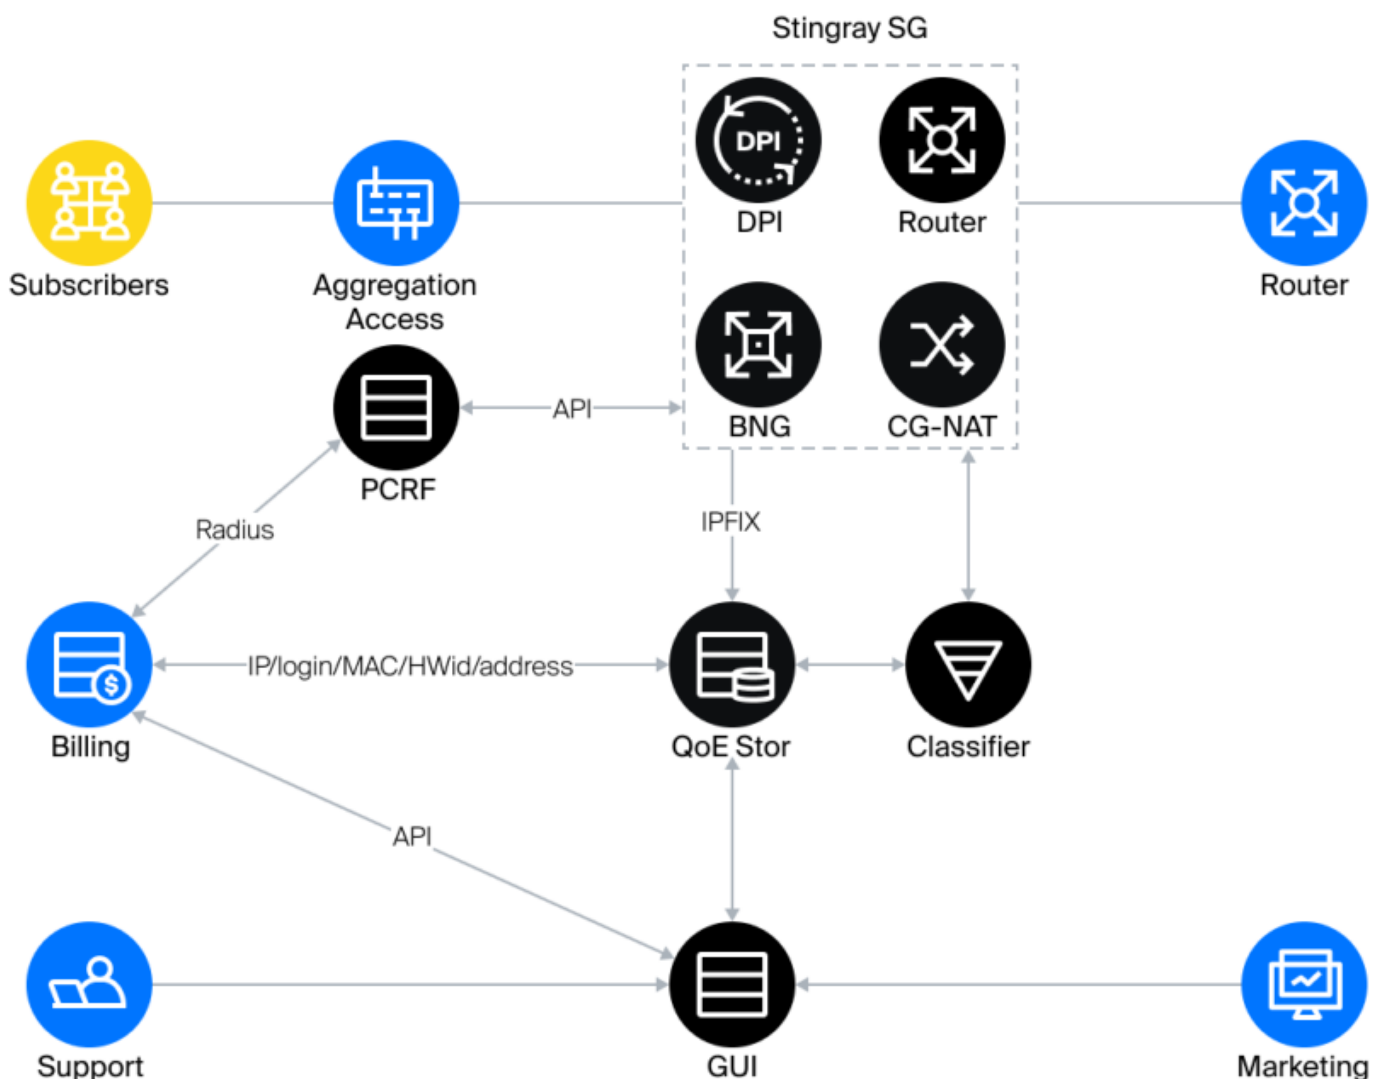 Stingray SG
DPI
DPI
Router
Subscribers
Aggregation
Access
Router
BNG
CG-NAT
API
PCRF
Radius
IPFIX
IP/login/MAC/HWid/address
$
Billing
QoE Stor
Classifier
API
Support
GUI
Marketing